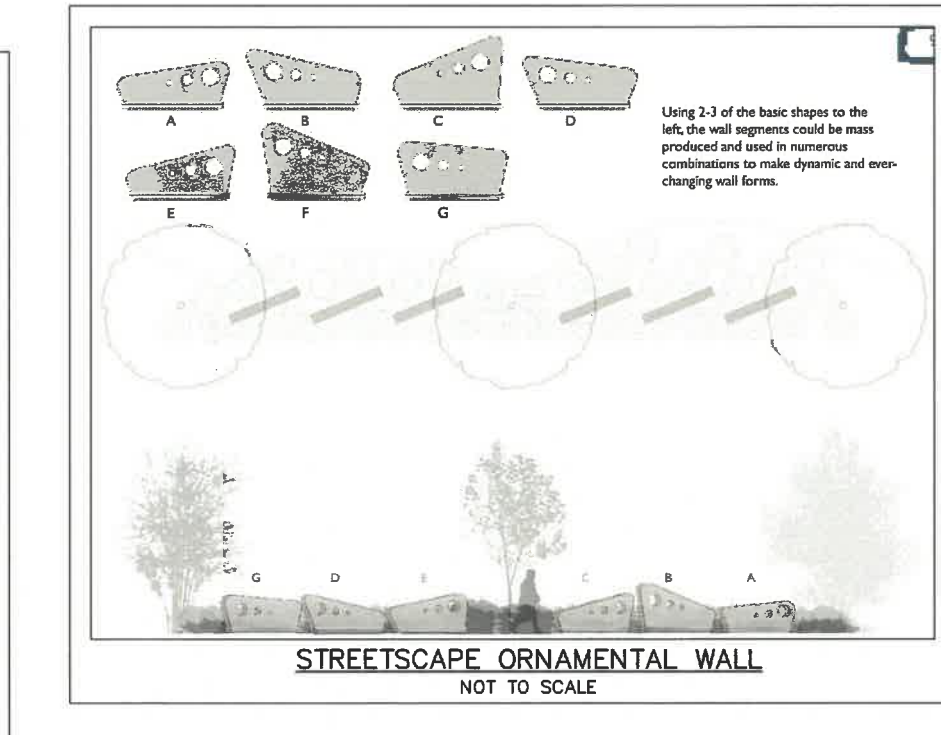 A B C D
Using 2-3 of the basic shapes to the
left, the wall segments could be mass
produced and used in numerous
combinations to make dynamic and ever-
changing wall forms.
E F G
G D E C B A
STREETSCAPE ORNAMENTAL WALL
NOT TO SCALE